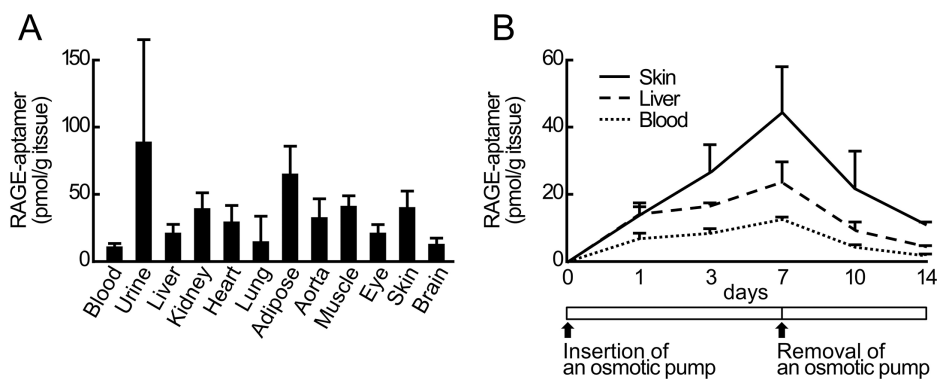 A
RAGE-aptamer
(pmol/g itssue)
150
100
50
0
Blood
Urine
Liver
Kidney
Heart
Lung
Adipose
Aorta
Muscle
Eye
Skin
Brain
B
RAGE-aptamer
(pmol/g itssue)
60
40
20
0
Skin
Liver
Blood
0 1 3 7 10 14
days
Insertion of
an osmotic pump
Removal of
an osmotic pump